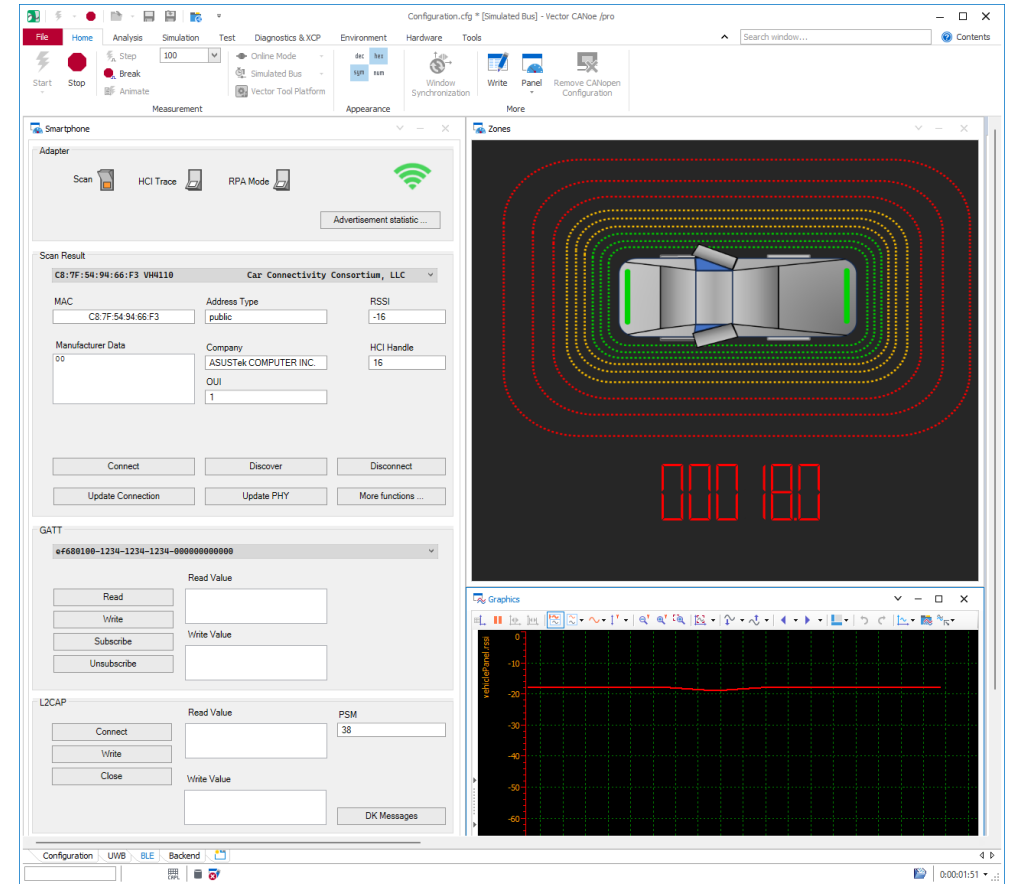 Configuration.cfg * [Simulated Bus] - Vector CANoe /pro
File Home Analysis Simulation Test Diagnostics & XCP Environment Hardware Tools Search window... Contents
Start
Stop
Step
Break
Animate
100
Online Mode
Simulated Bus
Vector Tool Platform
dec hex
sym num
Window
Synchronization
Write
Panel
Remove CANopen
Configuration
Measurement Appearance More
Smartphone
Adapter
Scan HCI Trace RPA Mode
Advertisement statistic ...
Scan Result
C8:7F:54:94:66:F3 VH4110 Car Connectivity Consortium, LLC
MAC Address Type RSSI
C8:7F:54:94:66:F3 public -16
Manufacturer Data Company HCI Handle
00 ASUSTek COMPUTER INC. 16
OUI
1
Connect Discover Disconnect
Update Connection Update PHY More functions ...
GATT
ef680100-1234-1234-1234-000000000000
Read Value
Read
Write
Subscribe
Unsubscribe
Write Value
L2CAP
Read Value PSM
38
Connect
Write
Close
Write Value
DK Messages
Zones
000 18.0
Graphics
vehiclePanel.rssi
0
-10
-20
-30
-40
-50
-60
Configuration UWB BLE Backend
CAPL
0:00:01:51